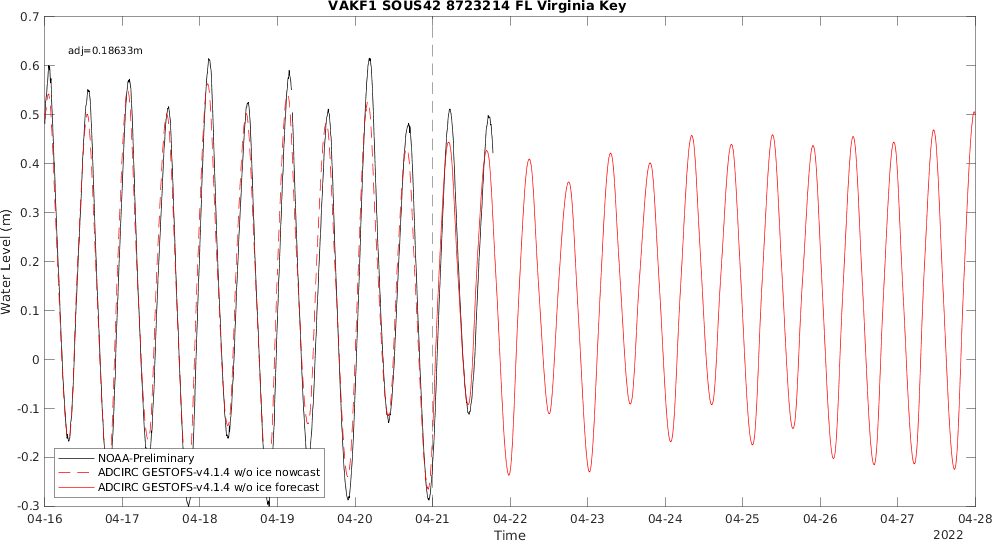 VAKF1 SOUS42 8723214 FL Virginia Key
0.7
0.6
0.5
0.4
0.3
0.2
0.1
0
-0.1
-0.2
-0.3
Water Level (m)
adj=0.18633m
NOAA-Preliminary
ADCIRC GESTOFS-v4.1.4 w/o ice nowcast
ADCIRC GESTOFS-v4.1.4 w/o ice forecast
04-16 04-17 04-18 04-19 04-20 04-21 04-22 04-23 04-24 04-25 04-26 04-27 04-28
Time
2022